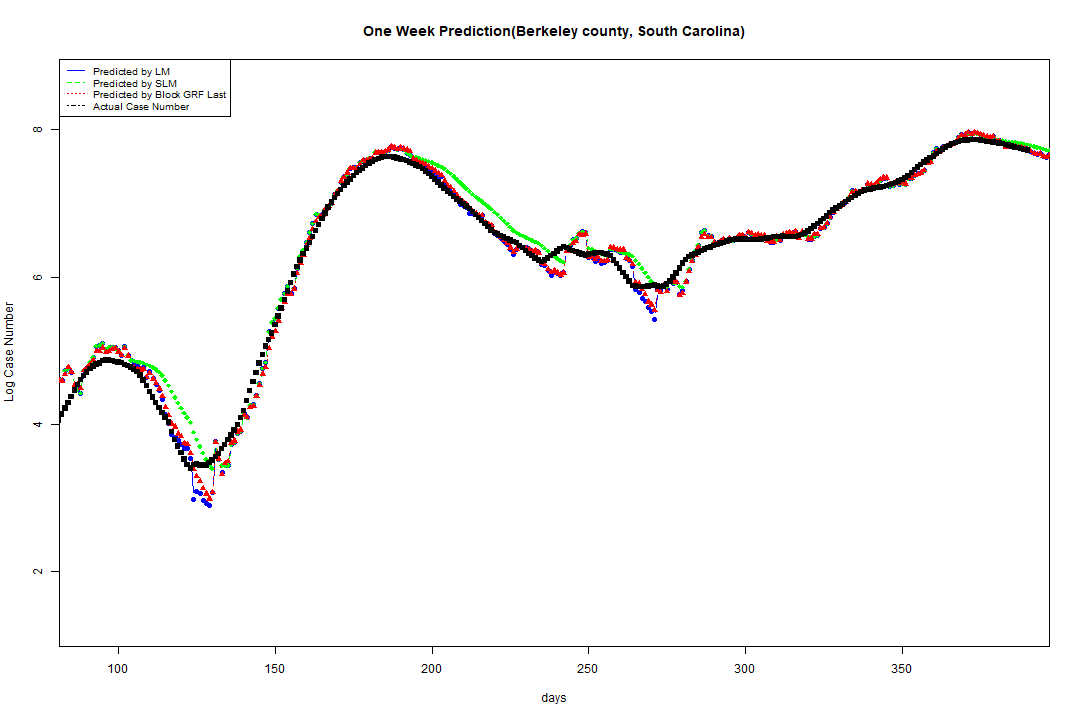 One Week Prediction(Berkeley county, South Carolina)
Predicted by LM
Predicted by SLM
Predicted by Block GRF Last
Actual Case Number
8
6
4
2
Log Case Number
100 150 200 250 300 350
days